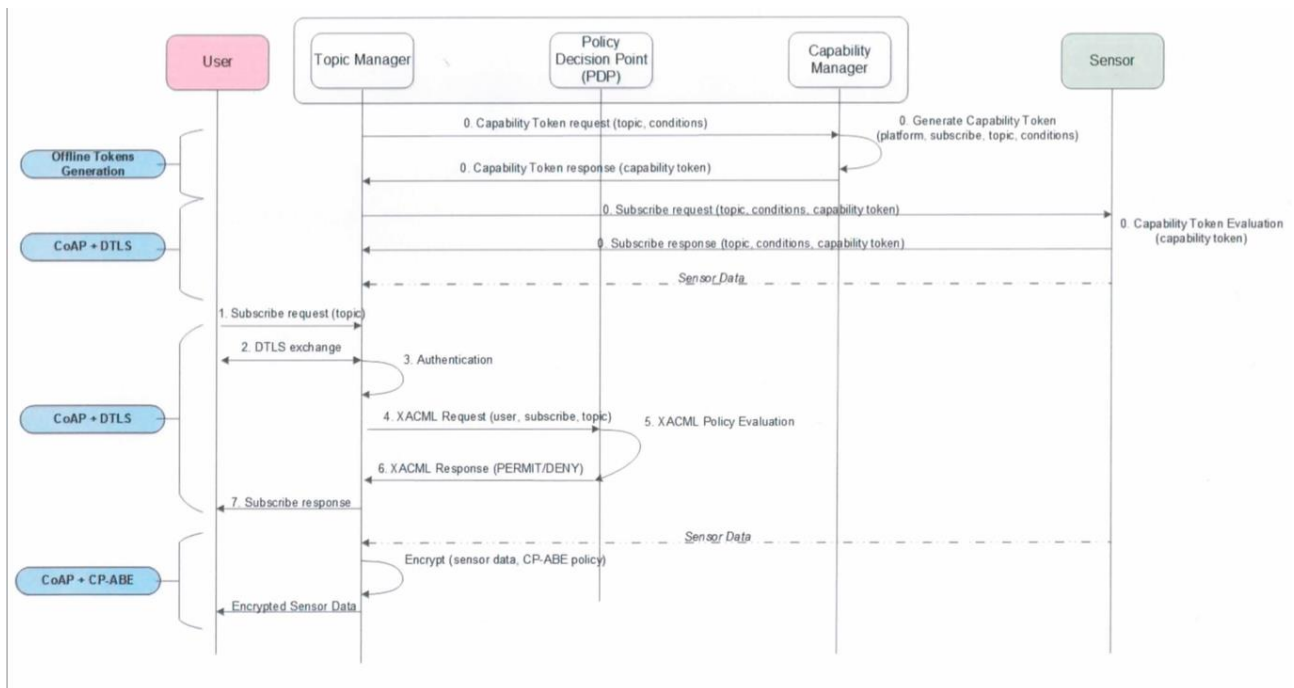 User
Topic Manager
Policy
Decision Point
(PDP)
Capability
Manager
Sensor
0. Capability Token request (topic, conditions)
0. Generate Capability Token
(platform, subscribe, topic, conditions)
Offline Tokens
Generation
0. Capability Token response (capability token)
0. Subscribe request (topic, conditions, capability token)
0. Capability Token Evaluation
(capability token)
CoAP + DTLS
0. Subscribe response (topic, conditions, capability token)
Sensor Data
1. Subscribe request (topic)
2. DTLS exchange
3. Authentication
CoAP + DTLS
4. XACML Request (user, subscribe, topic)
5. XACML Policy Evaluation
6. XACML Response (PERMIT/DENY)
7. Subscribe response
Sensor Data
Encrypt (sensor data, CP-ABE policy)
CoAP + CP-ABE
Encrypted Sensor Data